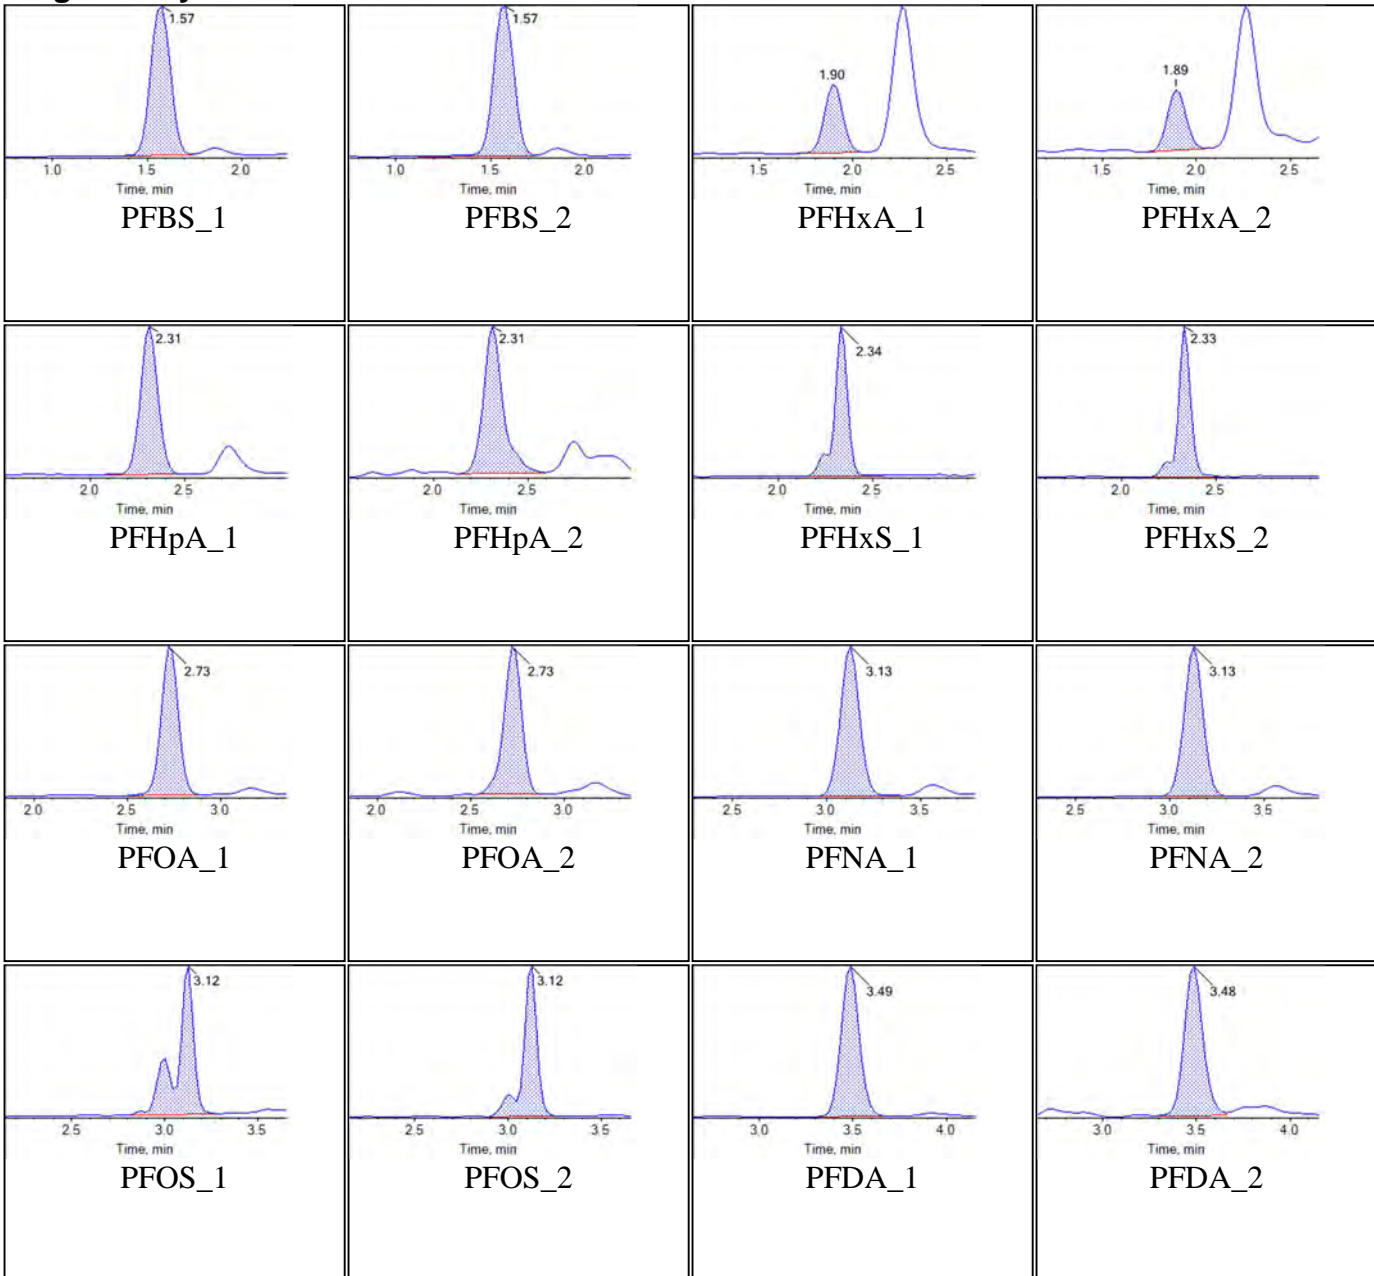 1.57
1.57
1.90
1.89
1.0 1.5 2.0
1.0 1.5 2.0
1.5 2.0 2.5
1.5 2.0 2.5
Time, min
Time, min
Time, min
Time, min
PFBS_1
PFBS_2
PFHxA_1
PFHxA_2
2.31
2.31
2.34
2.33
2.0 2.5
2.0 2.5
2.0 2.5
2.0 2.5
Time, min
Time, min
Time, min
Time, min
PFHpA_1
PFHpA_2
PFHxS_1
PFHxS_2
2.73
2.73
3.13
3.13
2.0 2.5 3.0
2.0 2.5 3.0
2.5 3.0 3.5
2.5 3.0 3.5
Time, min
Time, min
Time, min
Time, min
PFOA_1
PFOA_2
PFNA_1
PFNA_2
3.12
3.12
3.49
3.48
2.5 3.0 3.5
2.5 3.0 3.5
3.0 3.5 4.0
3.0 3.5 4.0
Time, min
Time, min
Time, min
Time, min
PFOS_1
PFOS_2
PFDA_1
PFDA_2